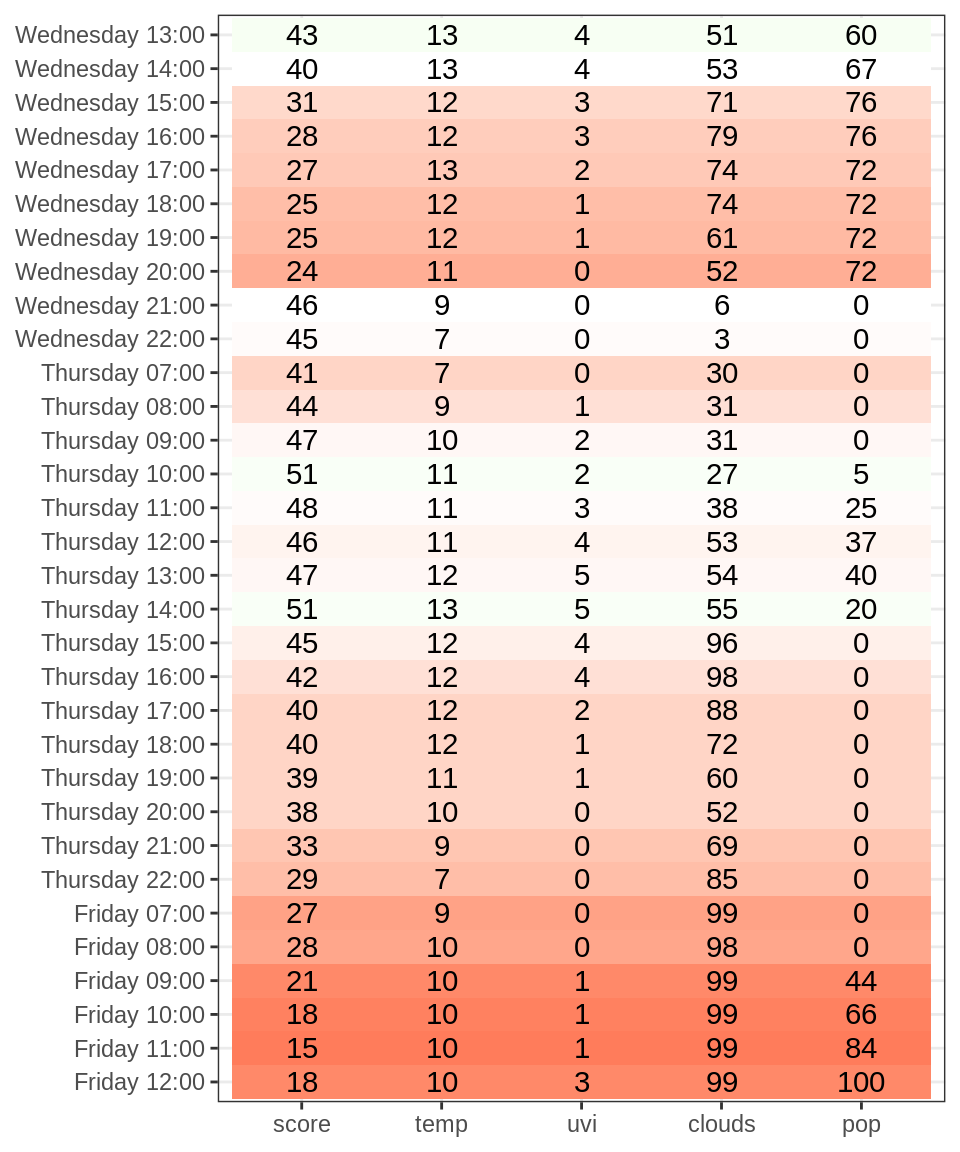 Wednesday 13:00 43 13 4 51 60
Wednesday 14:00 40 13 4 53 67
Wednesday 15:00 31 12 3 71 76
Wednesday 16:00 28 12 3 79 76
Wednesday 17:00 27 13 2 74 72
Wednesday 18:00 25 12 1 74 72
Wednesday 19:00 25 12 1 61 72
Wednesday 20:00 24 11 0 52 72
Wednesday 21:00 46 9 0 6 0
Wednesday 22:00 45 7 0 3 0
Thursday 07:00 41 7 0 30 0
Thursday 08:00 44 9 1 31 0
Thursday 09:00 47 10 2 31 0
Thursday 10:00 51 11 2 27 5
Thursday 11:00 48 11 3 38 25
Thursday 12:00 46 11 4 53 37
Thursday 13:00 47 12 5 54 40
Thursday 14:00 51 13 5 55 20
Thursday 15:00 45 12 4 96 0
Thursday 16:00 42 12 4 98 0
Thursday 17:00 40 12 2 88 0
Thursday 18:00 40 12 1 72 0
Thursday 19:00 39 11 1 60 0
Thursday 20:00 38 10 0 52 0
Thursday 21:00 33 9 0 69 0
Thursday 22:00 29 7 0 85 0
Friday 07:00 27 9 0 99 0
Friday 08:00 28 10 0 98 0
Friday 09:00 21 10 1 99 44
Friday 10:00 18 10 1 99 66
Friday 11:00 15 10 1 99 84
Friday 12:00 18 10 3 99 100
score temp uvi clouds pop